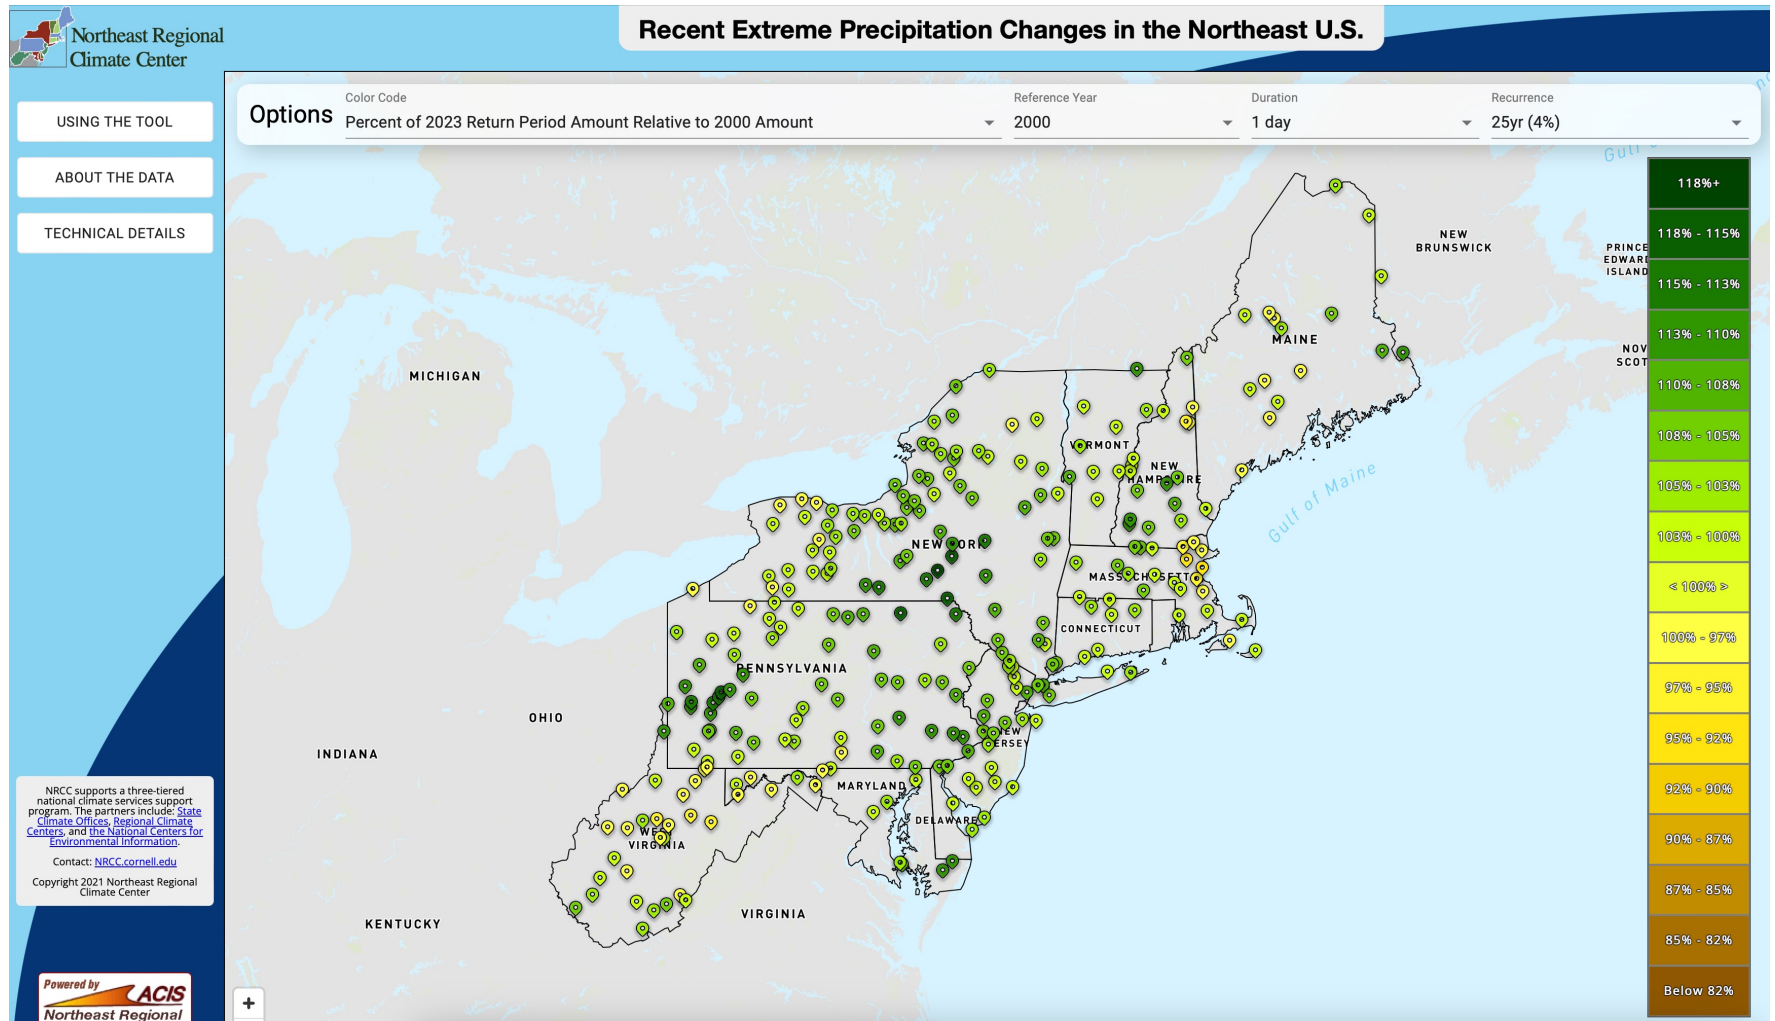 Northeast Regional
Climate Center
Recent Extreme Precipitation Changes in the Northeast U.S.
USING THE TOOL
ABOUT THE DATA
TECHNICAL DETAILS
Options
Color Code
Percent of 2023 Return Period Amount Relative to 2000 Amount
Reference Year
2000
Duration
1 day
Recurrence
25yr (4%)
118%+
118% - 115%
115% - 113%
113% - 110%
110% - 108%
108% - 105%
105% - 103%
103% - 100%
< 100% >
100% - 97%
97% - 95%
95% - 92%
92% - 90%
90% - 87%
87% - 85%
85% - 82%
Below 82%
NEW
BRUNSWICK
PRINCE
EDWARD
ISLAND
NOV
SCOT
MAINE
MICHIGAN
VERMONT
NEW
HAMPSHIRE
Gulf of Maine
NEW YORK
MASSACHUSETTS
CONNECTICUT
PENNSYLVANIA
OHIO
INDIANA
NEW
JERSEY
MARYLAND
DELAWARE
WEST
VIRGINIA
KENTUCKY
VIRGINIA
NRCC supports a three-tiered
national climate services support
program. The partners include: State
Climate Offices, Regional Climate
Centers, and the National Centers for
Environmental Information.
Contact: NRCC.cornell.edu
Copyright 2021 Northeast Regional
Climate Center
Powered by
ACIS
Northeast Regional
+